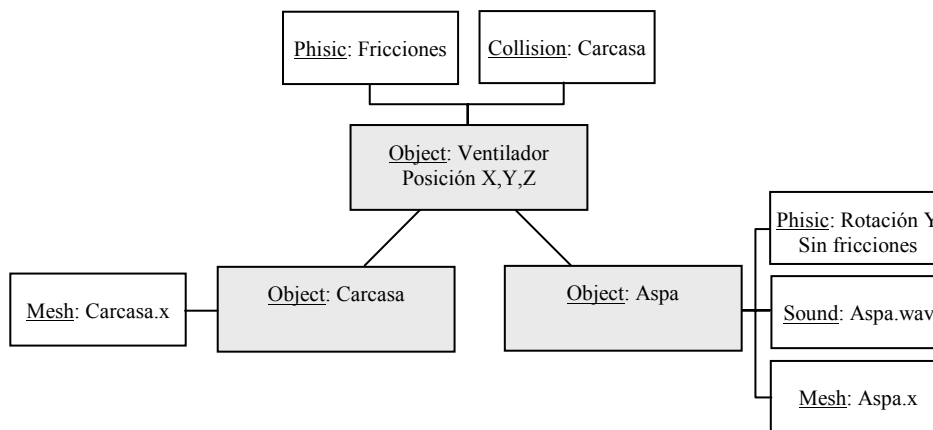 Phisic: Fricciones
Collision: Carcasa
Object: Ventilador
Posición X,Y,Z
Phisic: Rotación Y
Sin fricciones
Mesh: Carcasa.x
Object: Carcasa
Object: Aspa
Sound: Aspa.wav
Mesh: Aspa.x